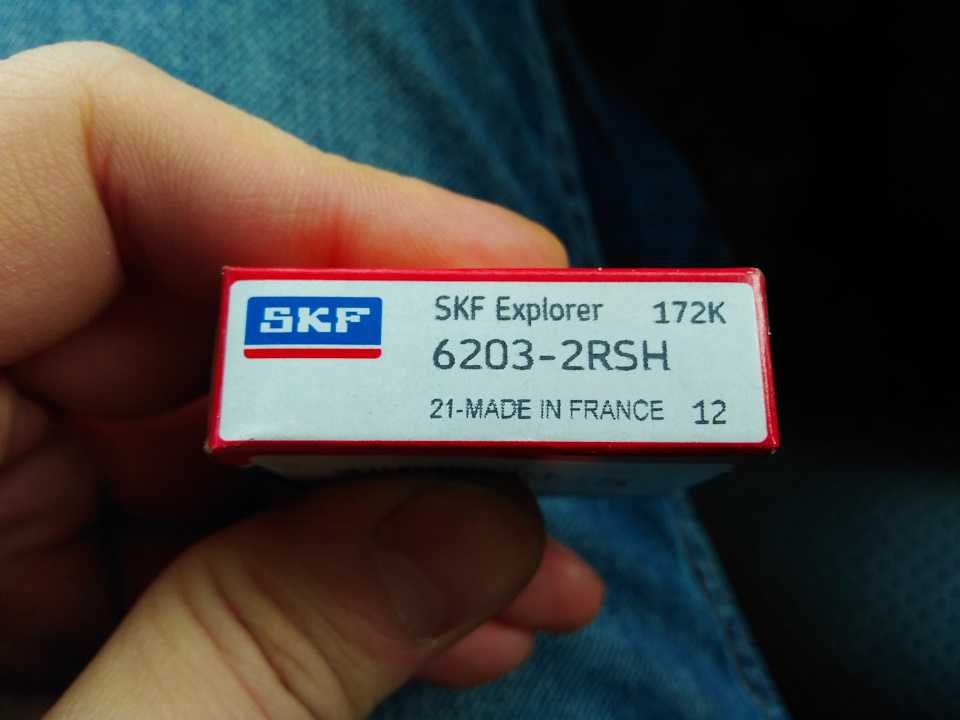 SKF
SKF Explorer 172K
6203-2RSH
21-MADE IN FRANCE 12